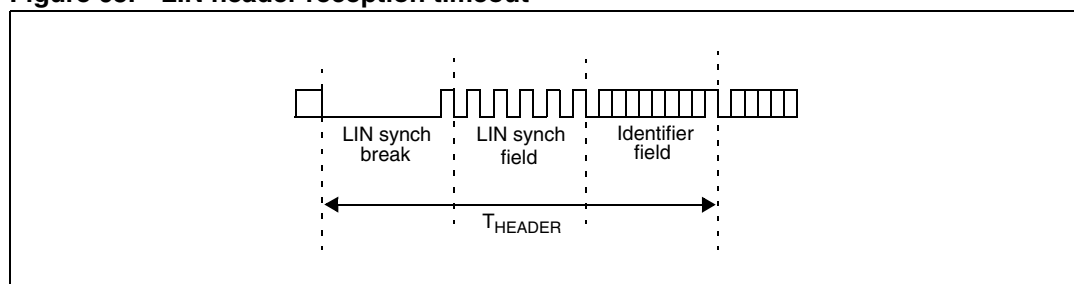 LIN synch
break
LIN synch
field
Identifier
field
THEADER